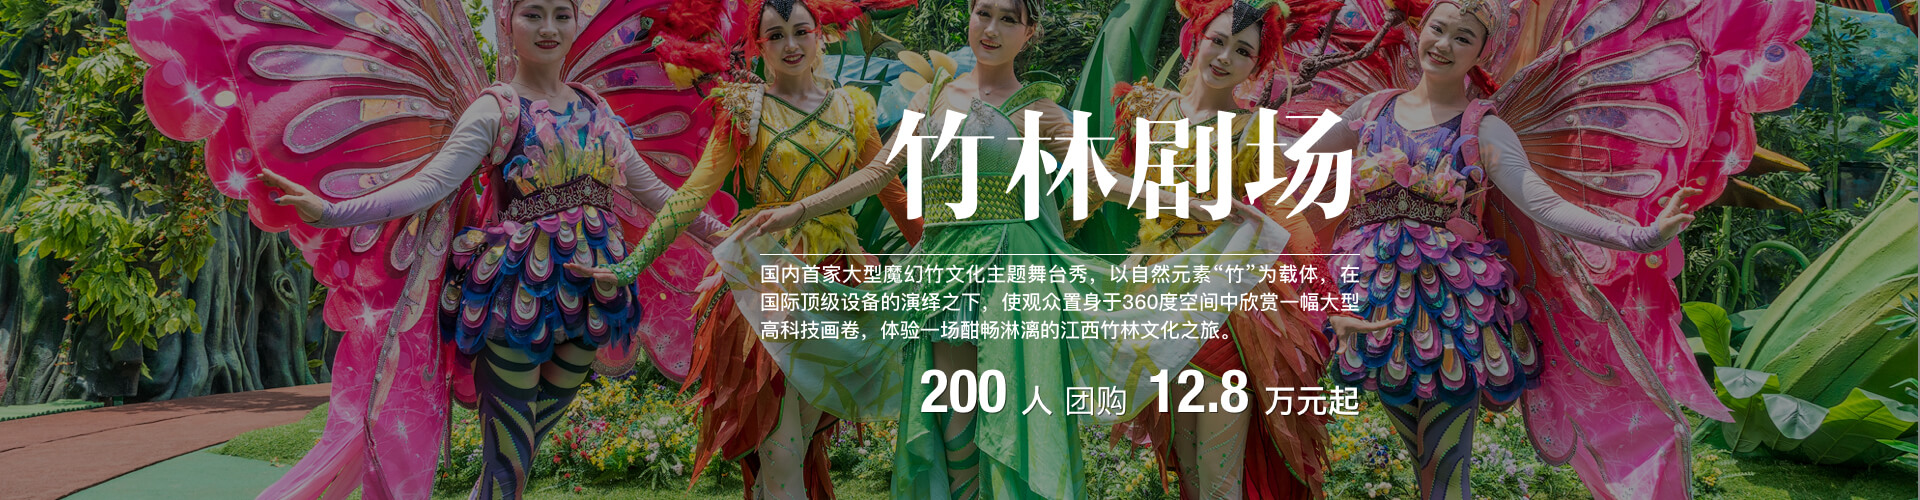 竹林剧场
国内首家大型魔幻竹文化主题舞台秀，以自然元素“竹”为载体，在
国际顶级设备的演绎之下，使观众置身于360度空间中欣赏一幅大型
高科技画卷，体验一场酣畅淋漓的江西竹林文化之旅。
200 人 团购 12.8 万元起